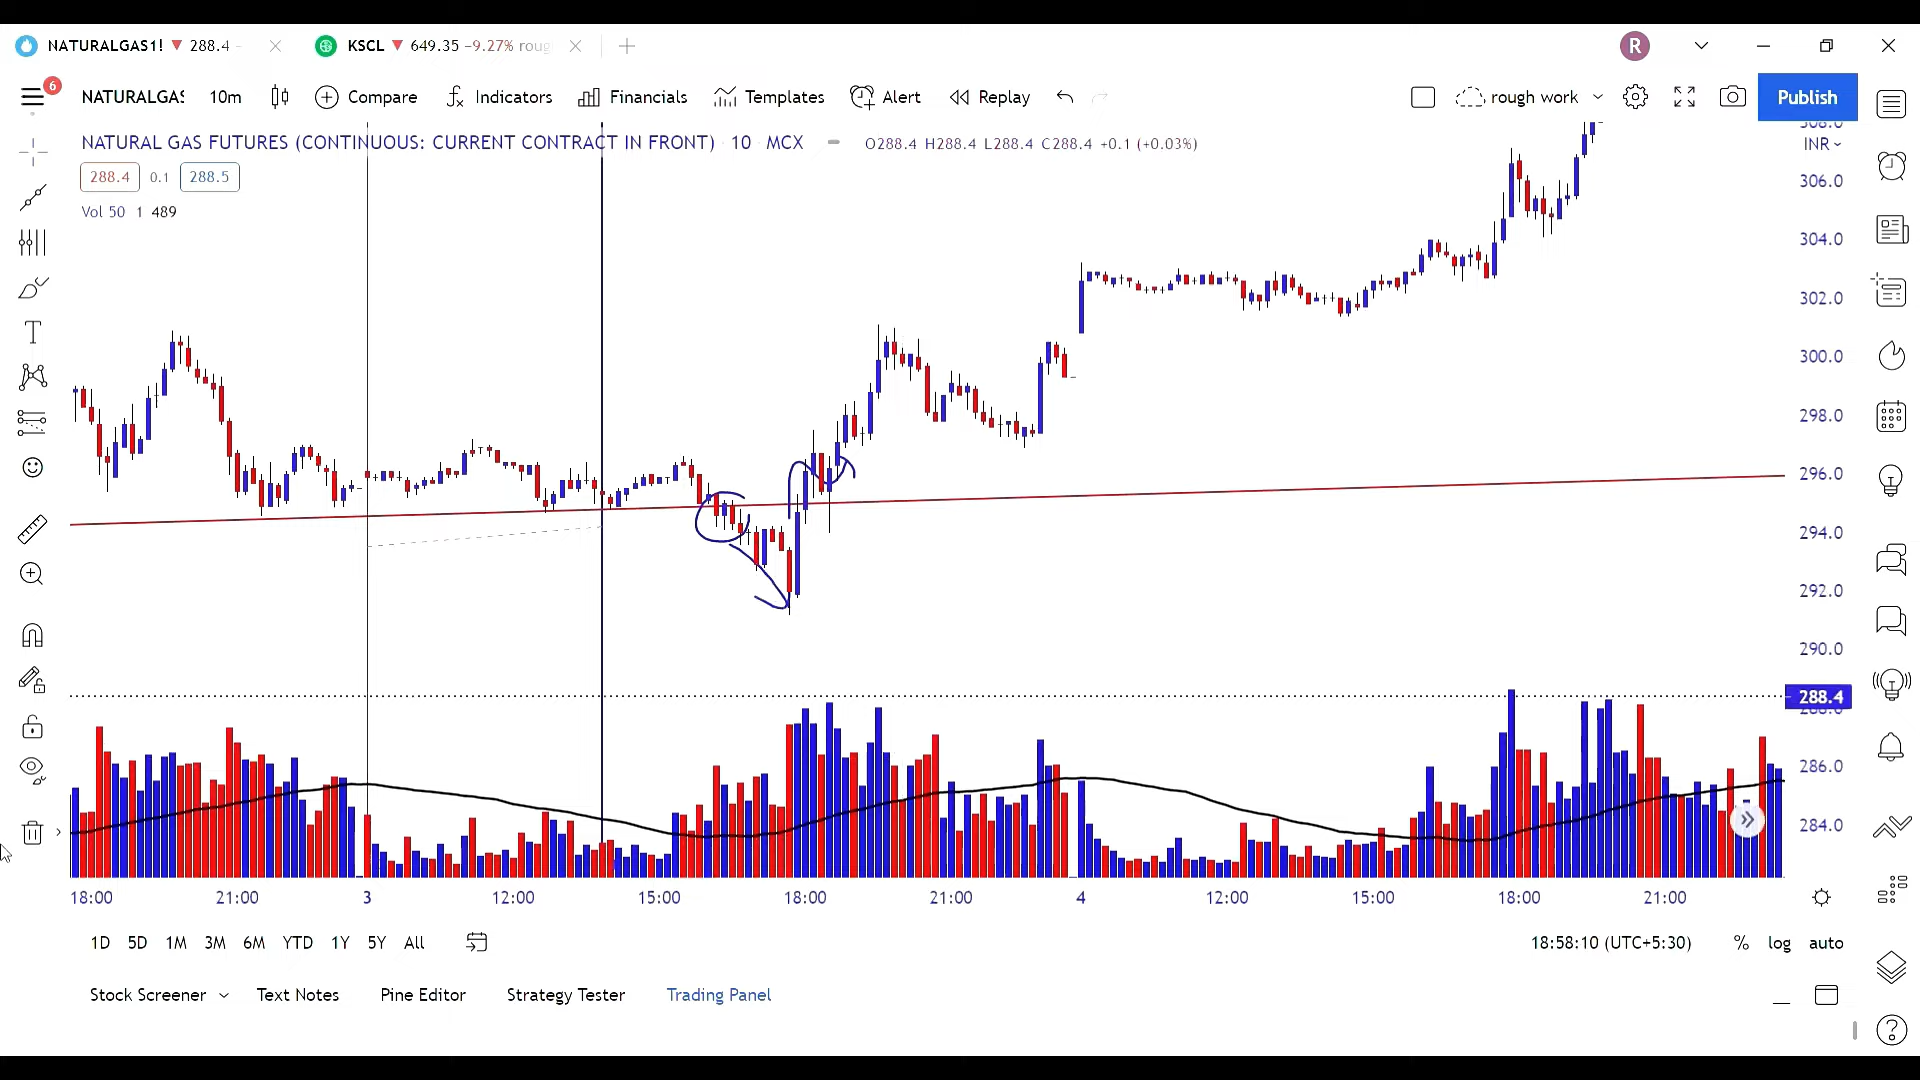 NATURALGAS1! ▼ 288.4 -
KSCL ▼ 649.35 −9.27% roug
R
6
NATURALGAS 10m Compare Indicators Financials Templates Alert Replay
rough work Publish
NATURAL GAS FUTURES (CONTINUOUS: CURRENT CONTRACT IN FRONT) · 10 · MCX
O288.4 H288.4 L288.4 C288.4 +0.1 (+0.03%)
288.4 0.1 288.5
Vol 50 1 489
308.0
INR
306.0
304.0
302.0
300.0
298.0
296.0
294.0
292.0
290.0
288.4
288.0
286.0
284.0
18:00 21:00 3 12:00 15:00 18:00 21:00 4 12:00 15:00 18:00 21:00
1D 5D 1M 3M 6M YTD 1Y 5Y All
18:58:10 (UTC+5:30) % log auto
Stock Screener Text Notes Pine Editor Strategy Tester Trading Panel